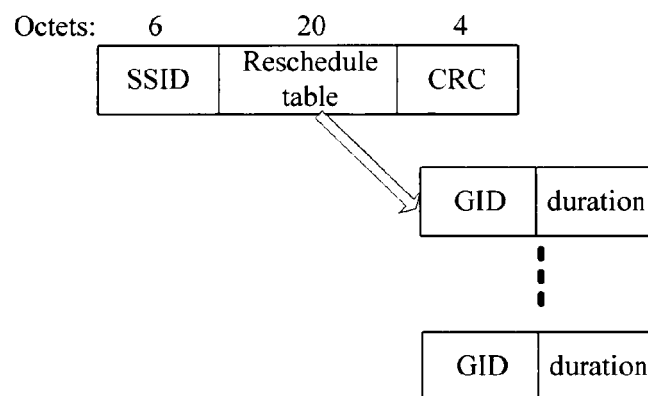 Octets: 6 20 4
SSID Reschedule table CRC
GID duration
GID duration